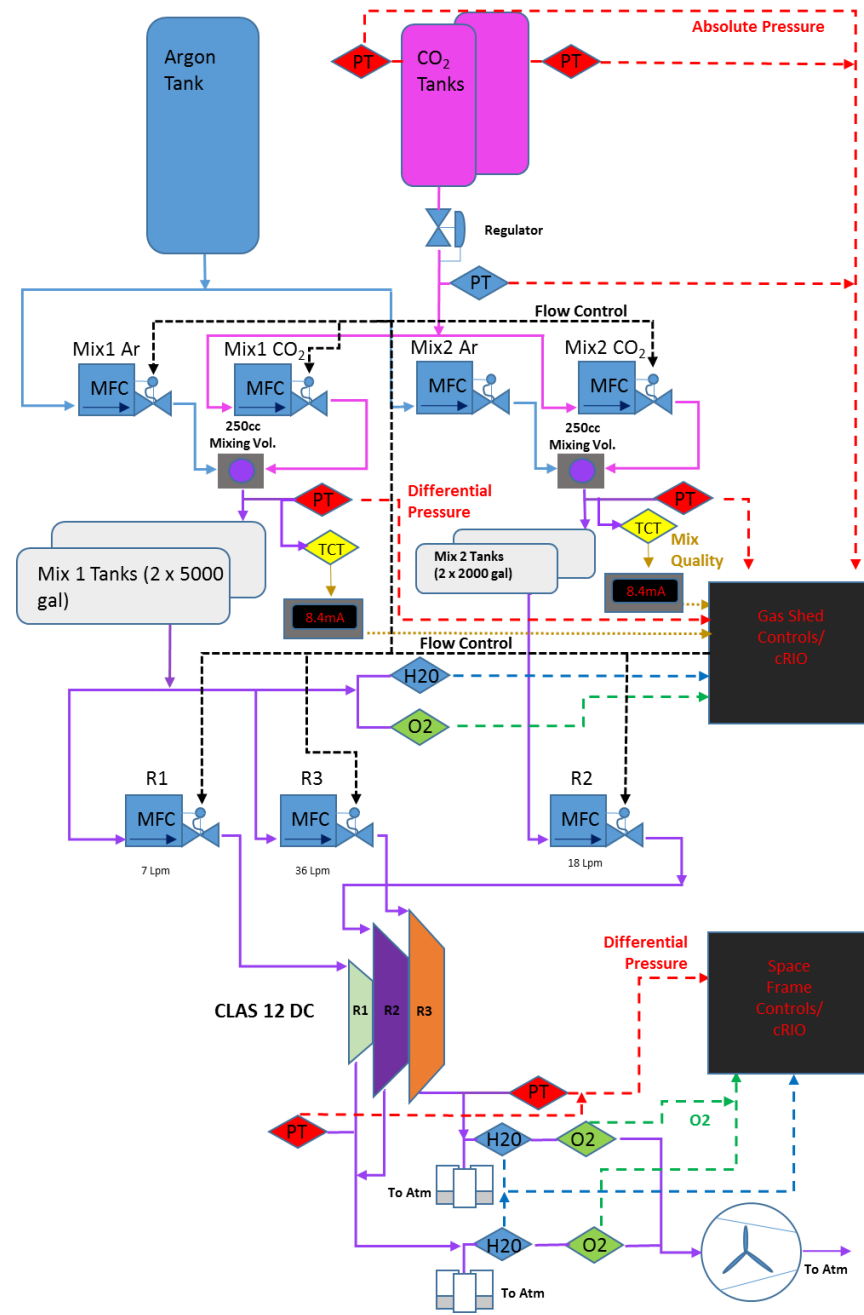 Argon
Tank
CO2
Tanks
PT
PT
Absolute Pressure
Regulator
PT
Flow Control
Mix1 Ar
Mix1 CO2
Mix2 Ar
Mix2 CO2
MFC
MFC
MFC
MFC
250cc
Mixing Vol.
250cc
Mixing Vol.
PT
Differential
Pressure
PT
TCT
TCT
Mix
Quality
Mix 1 Tanks (2 x 5000
gal)
Mix 2 Tanks
(2 x 2000 gal)
8.4mA
8.4mA
Gas Shed
Controls/
cRIO
Flow Control
H20
O2
R1
R3
R2
MFC
MFC
MFC
7 Lpm
36 Lpm
18 Lpm
Differential
Pressure
Space
Frame
Controls/
cRIO
CLAS 12 DC
R1
R2
R3
PT
PT
O2
H20
O2
To Atm
H20
O2
To Atm
To Atm